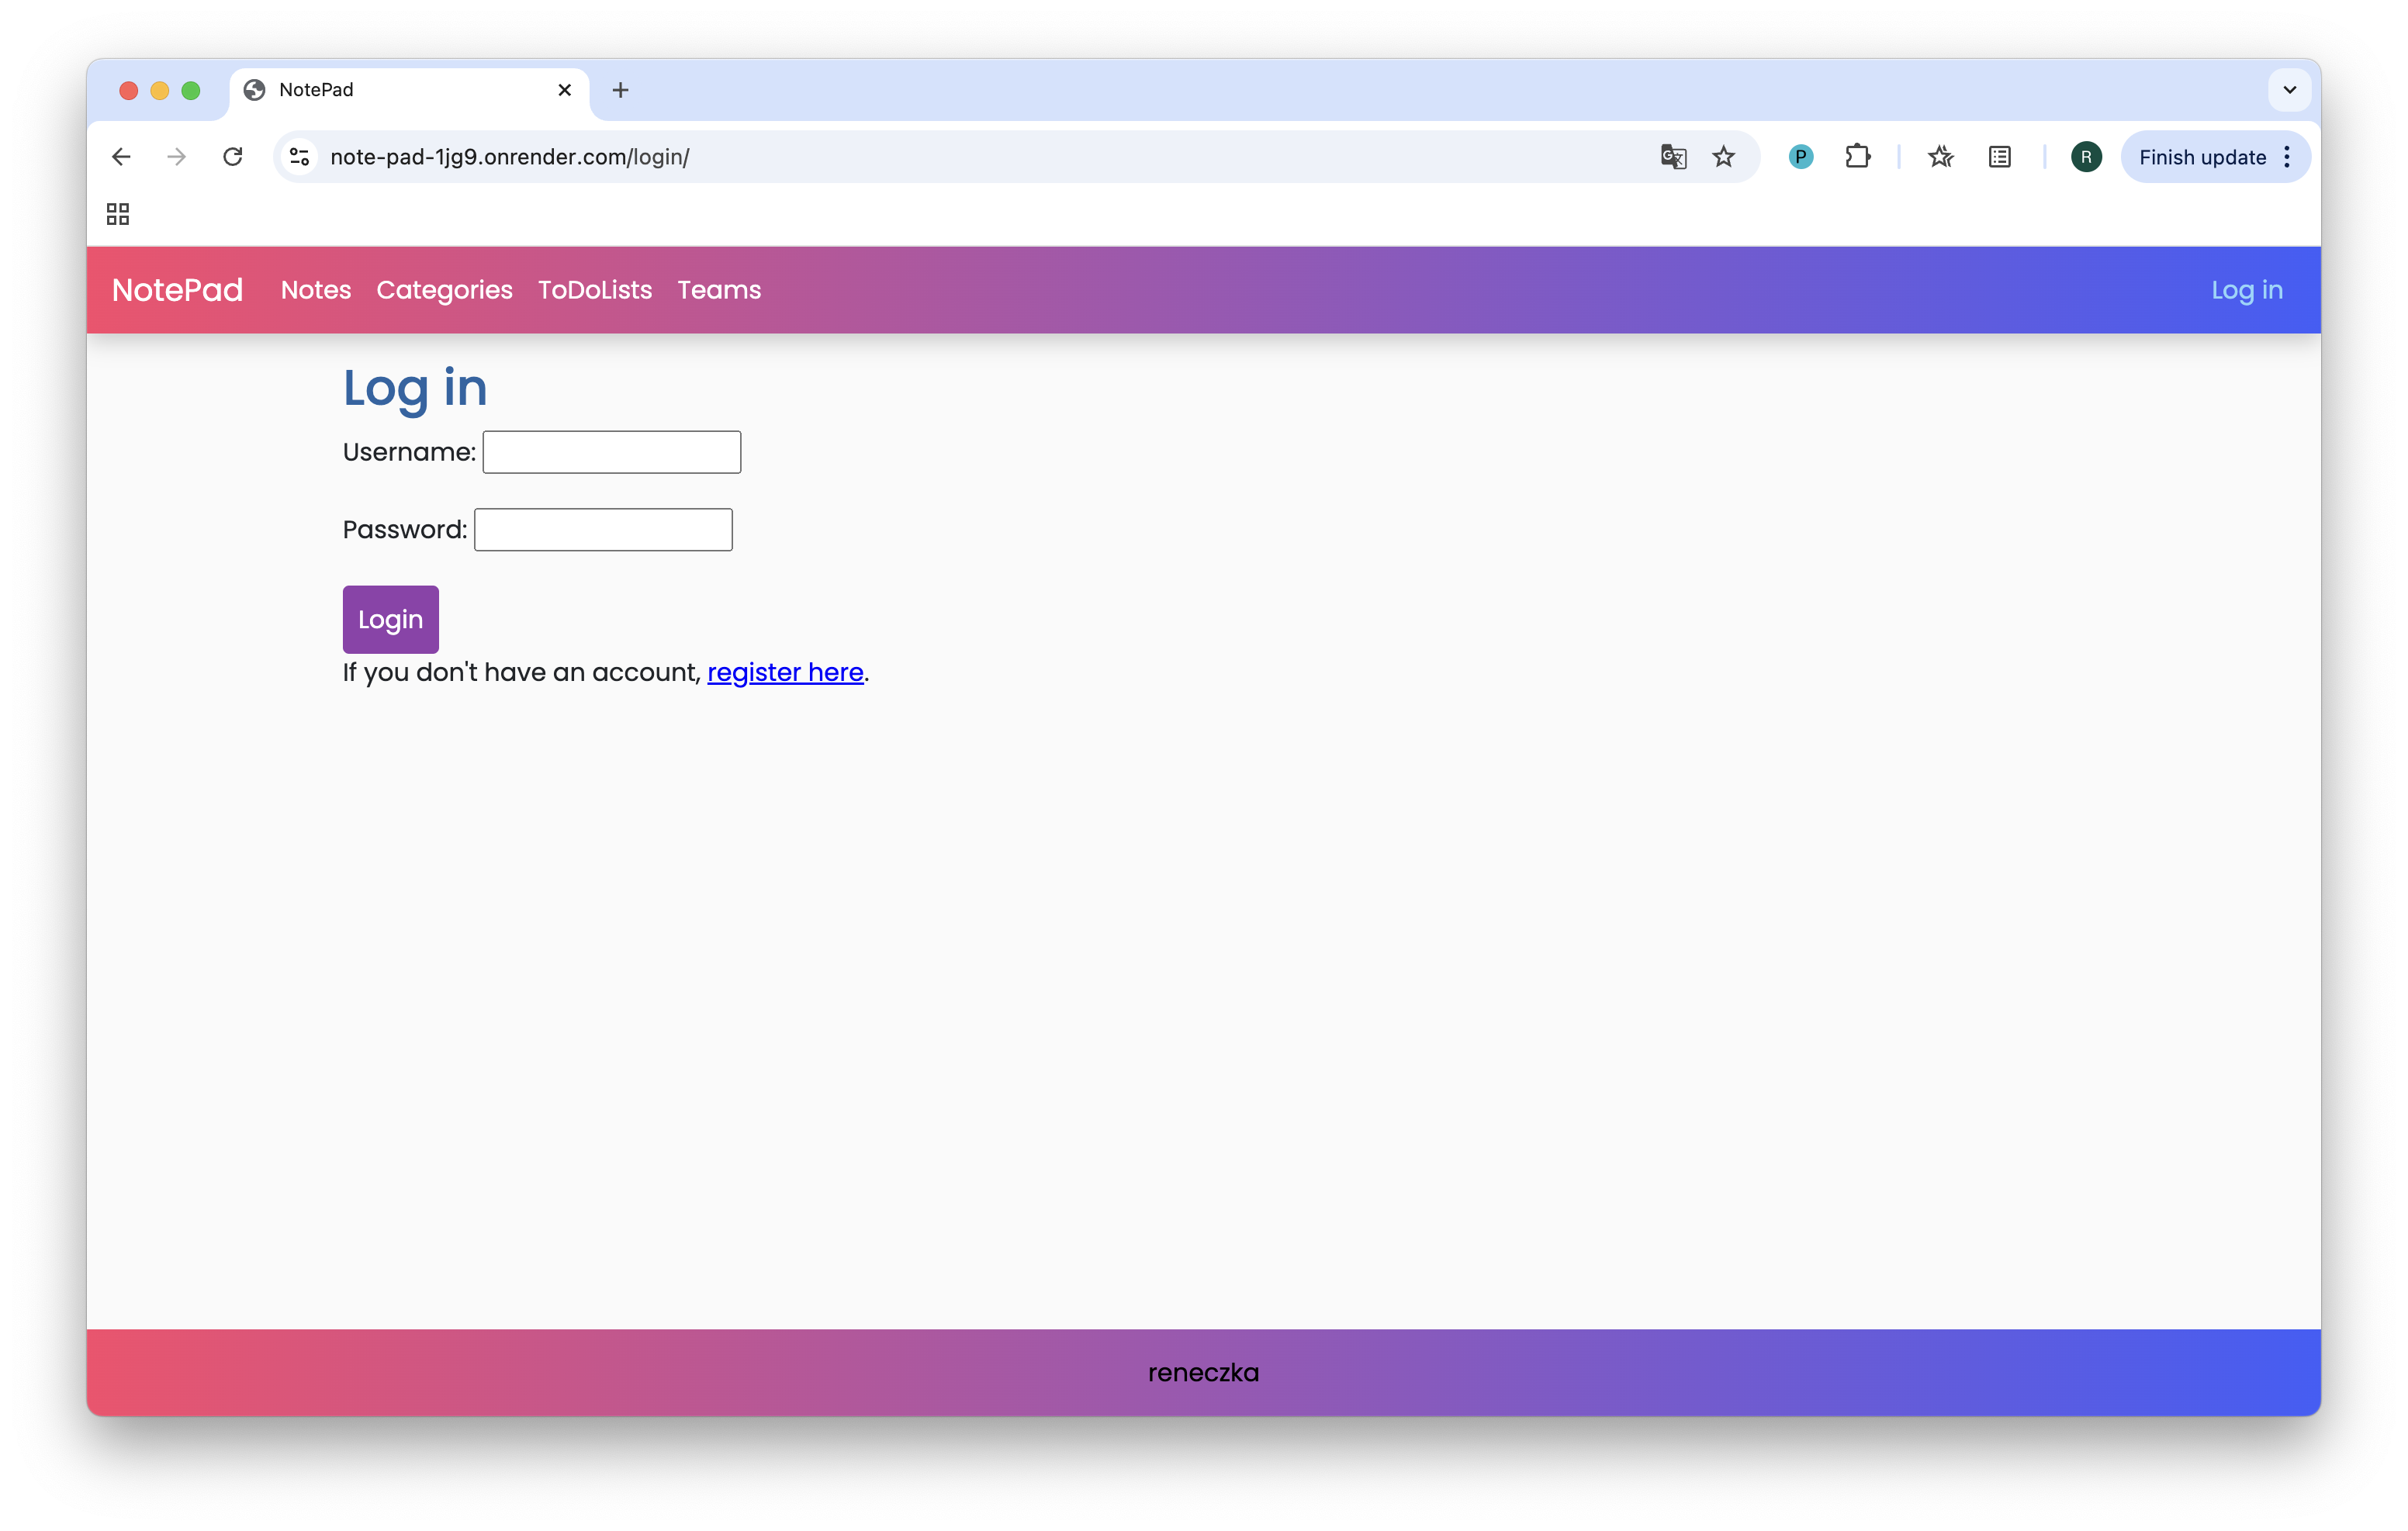 NotePad
note-pad-1jg9.onrender.com/login/
P
R
Finish update
NotePad Notes Categories ToDoLists Teams Log in
Log in
Username:
Password:
Login
If you don't have an account, register here.
reneczka